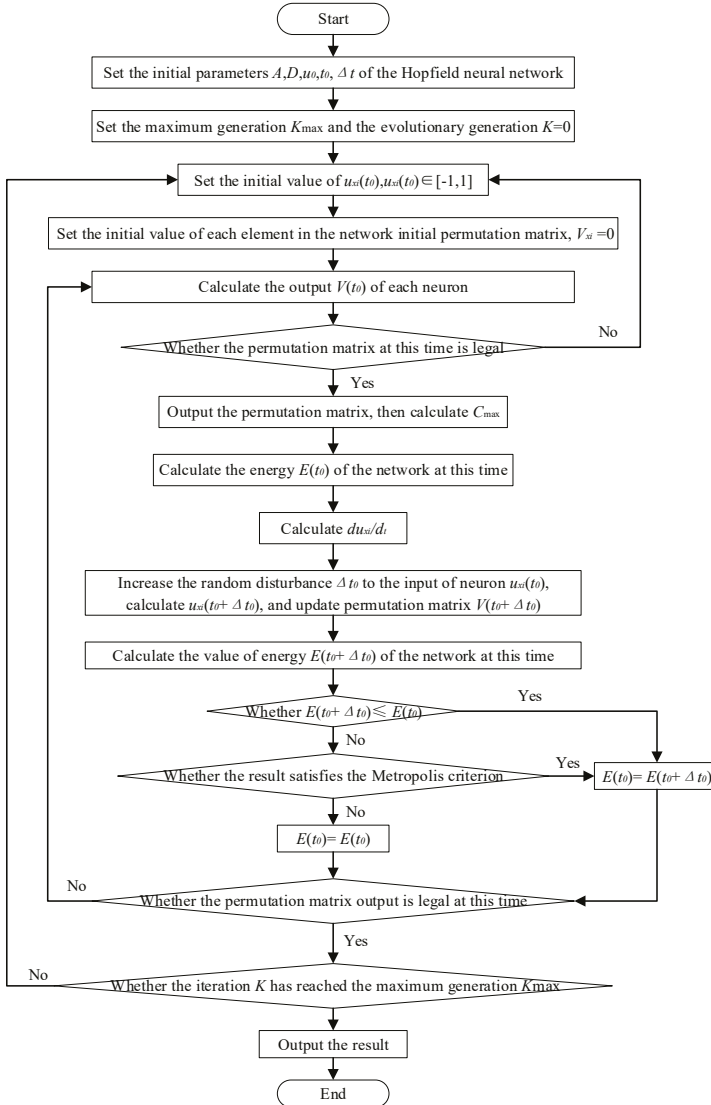 Start
Set the initial parameters A,D,u0,t0, Δt of the Hopfield neural network
Set the maximum generation Kmax and the evolutionary generation K=0
Set the initial value of uxi(t0),uxi(t0)∈[-1,1]
Set the initial value of each element in the network initial permutation matrix, Vxi =0
Calculate the output V(t0) of each neuron
Whether the permutation matrix at this time is legal
No
Yes
Output the permutation matrix, then calculate Cmax
Calculate the energy E(t0) of the network at this time
Calculate duxi/dt
Increase the random disturbance Δt0 to the input of neuron uxi(t0),
calculate uxi(t0+ Δt0), and update permutation matrix V(t0+ Δt0)
Calculate the value of energy E(t0+ Δt0) of the network at this time
Whether E(t0+ Δt0)≤ E(t0)
Yes
No
Whether the result satisfies the Metropolis criterion
Yes
E(t0)= E(t0+ Δt0)
No
E(t0)= E(t0)
Whether the permutation matrix output is legal at this time
No
Yes
Whether the iteration K has reached the maximum generation Kmax
No
Output the result
End